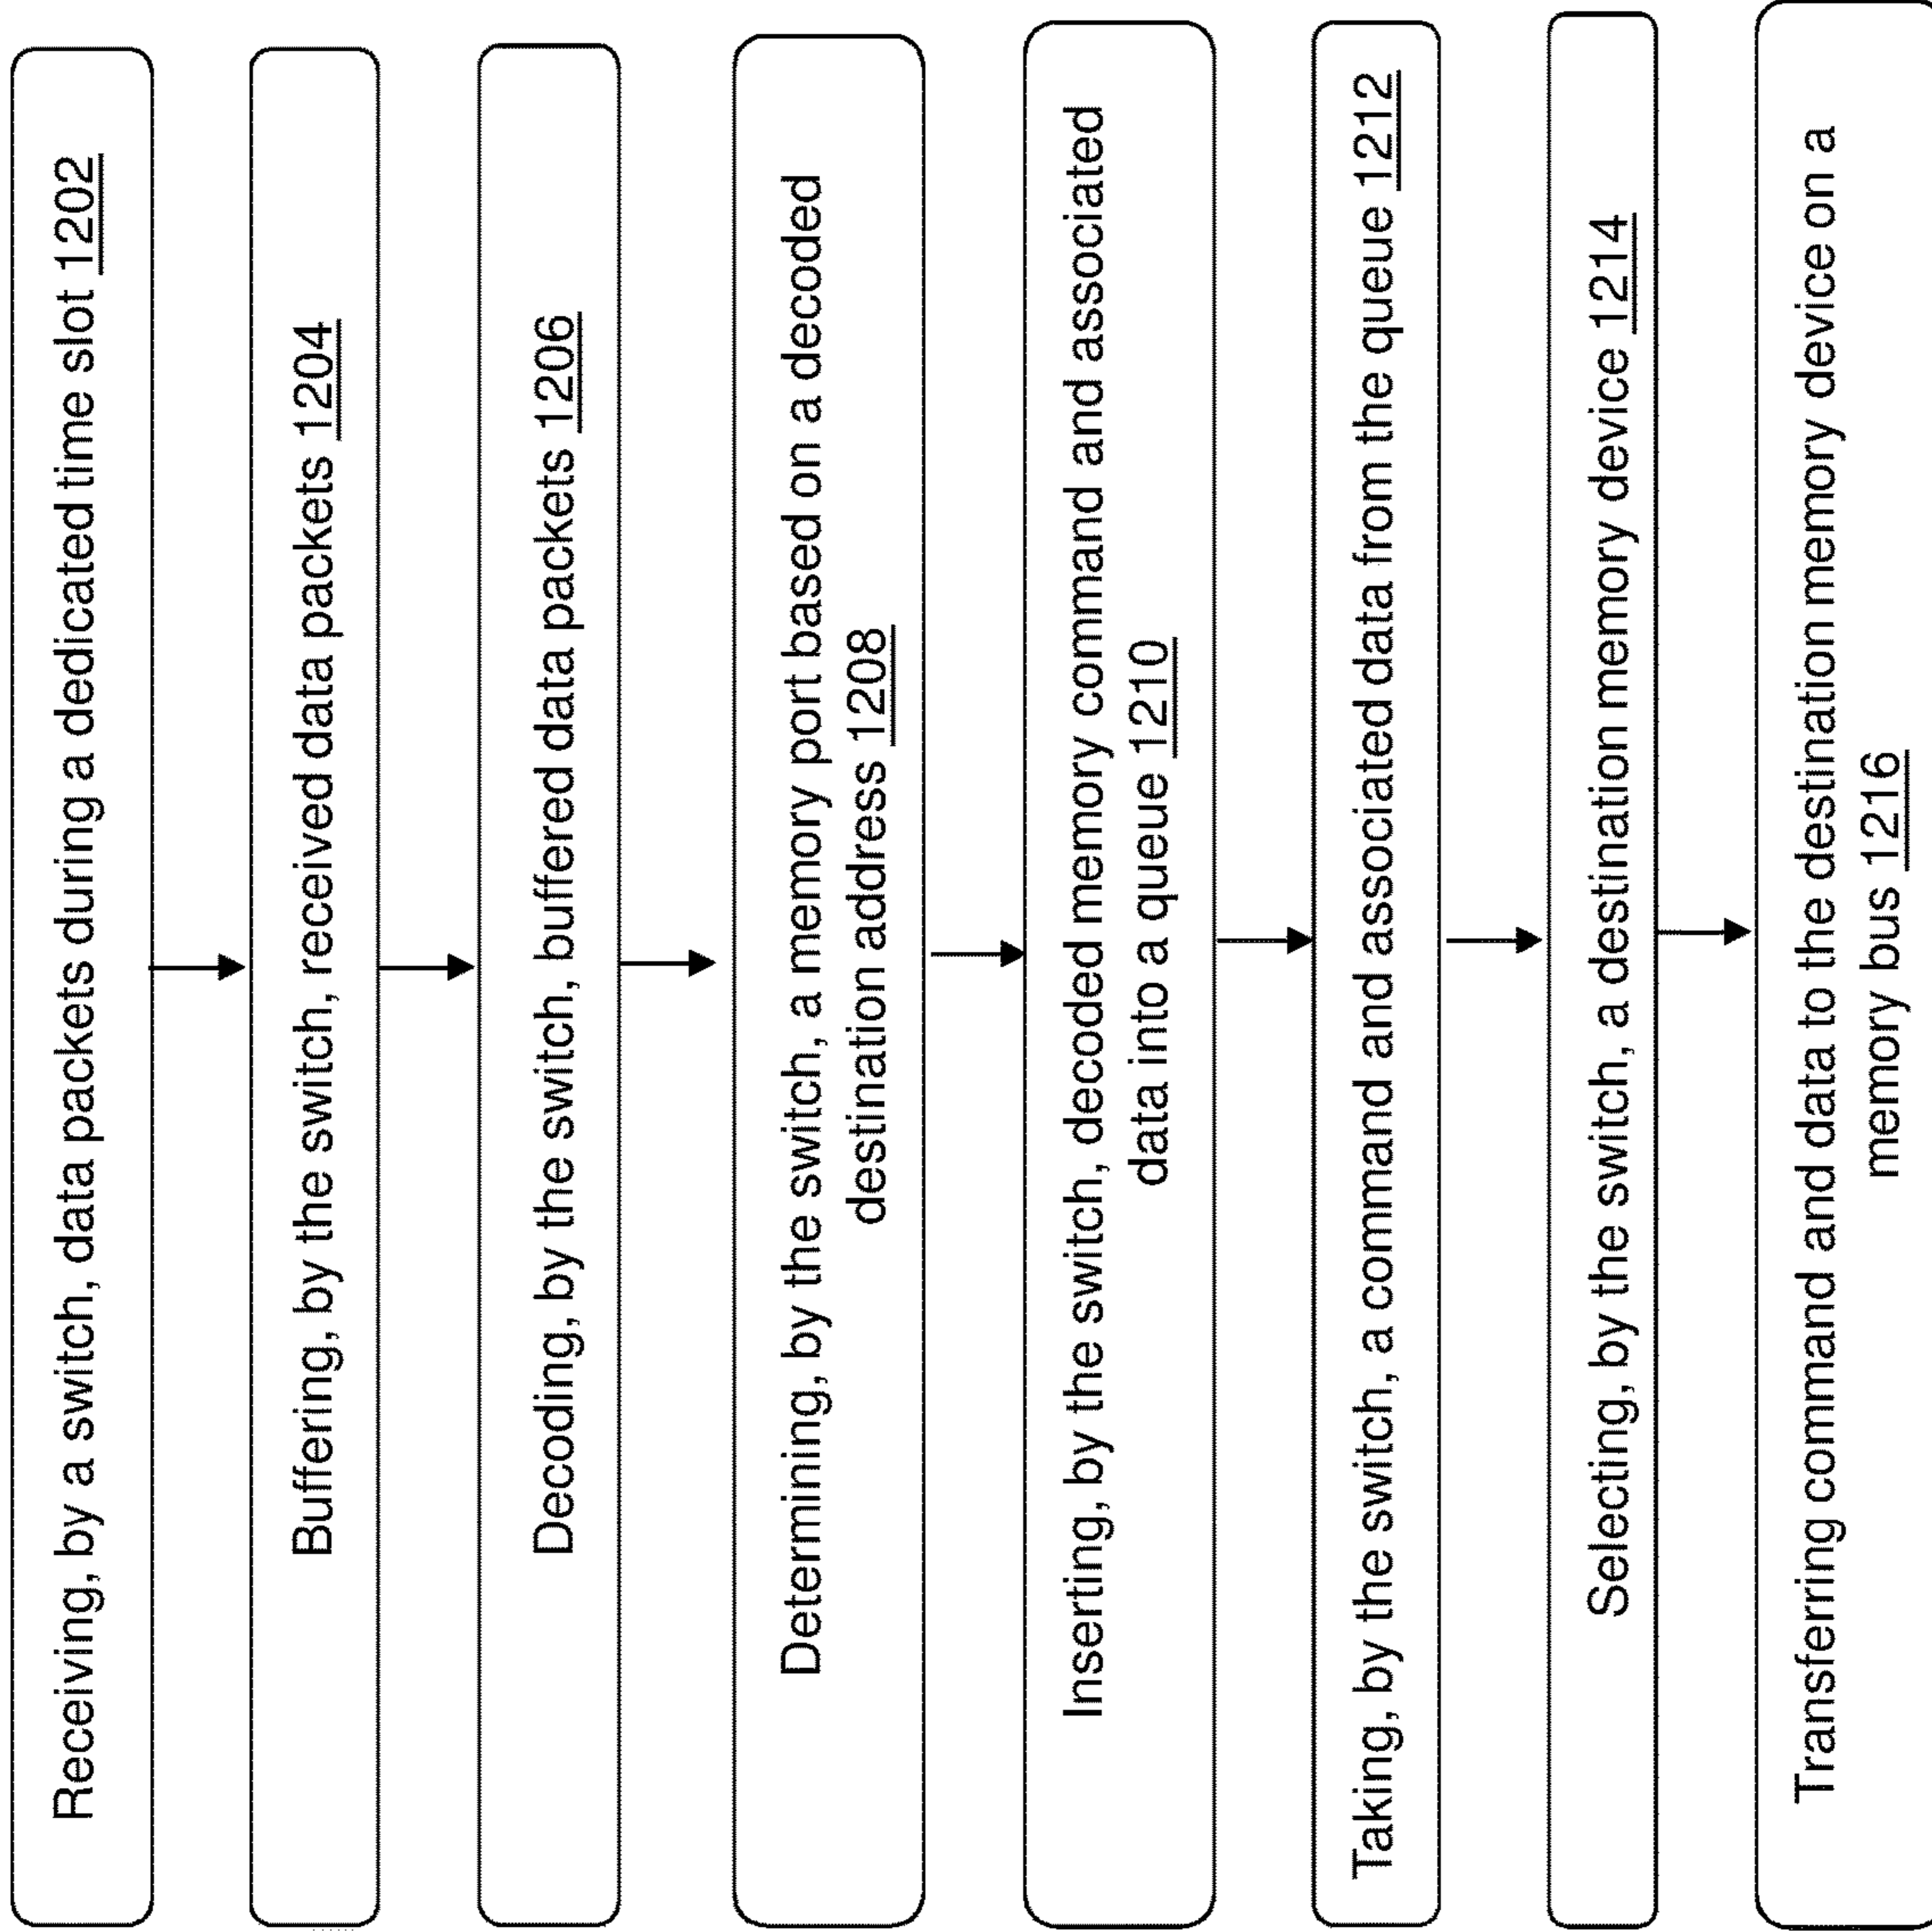 Receiving, by a switch, data packets during a dedicated time slot 1202
Buffering, by the switch, received data packets 1204
Decoding, by the switch, buffered data packets 1206
Determining, by the switch, a memory port based on a decoded
destination address 1208
Inserting, by the switch, decoded memory command and associated
data into a queue 1210
Taking, by the switch, a command and associated data from the queue 1212
Selecting, by the switch, a destination memory device 1214
Transferring command and data to the destination memory device on a
memory bus 1216